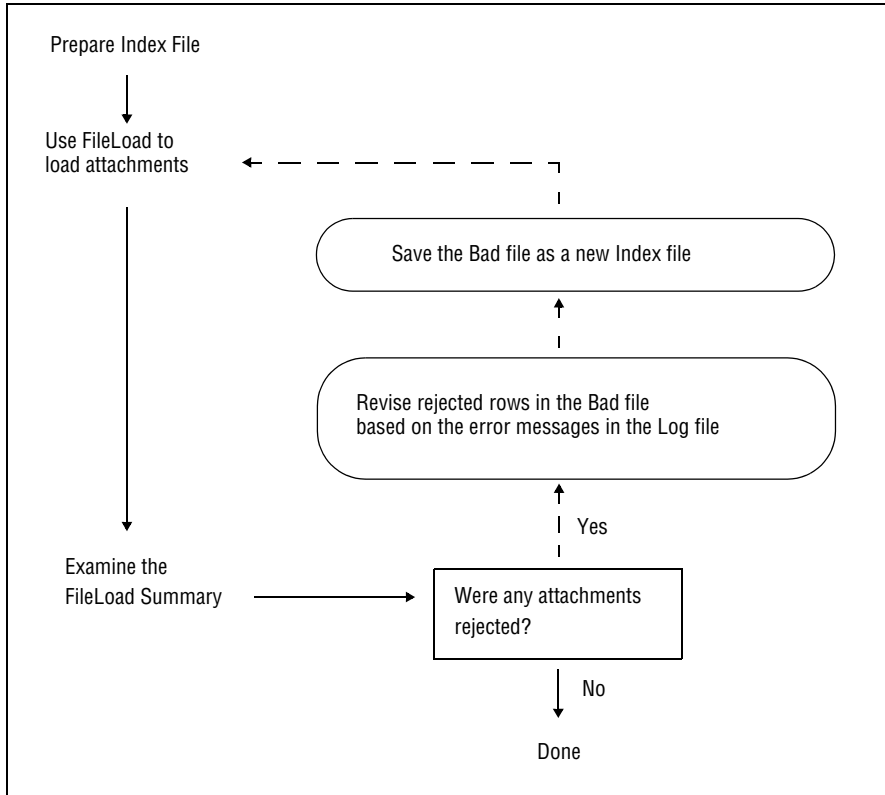 Prepare Index File
Use FileLoad to
load attachments
Save the Bad file as a new Index file
Revise rejected rows in the Bad file
based on the error messages in the Log file
Yes
Examine the
FileLoad Summary
Were any attachments
rejected?
No
Done